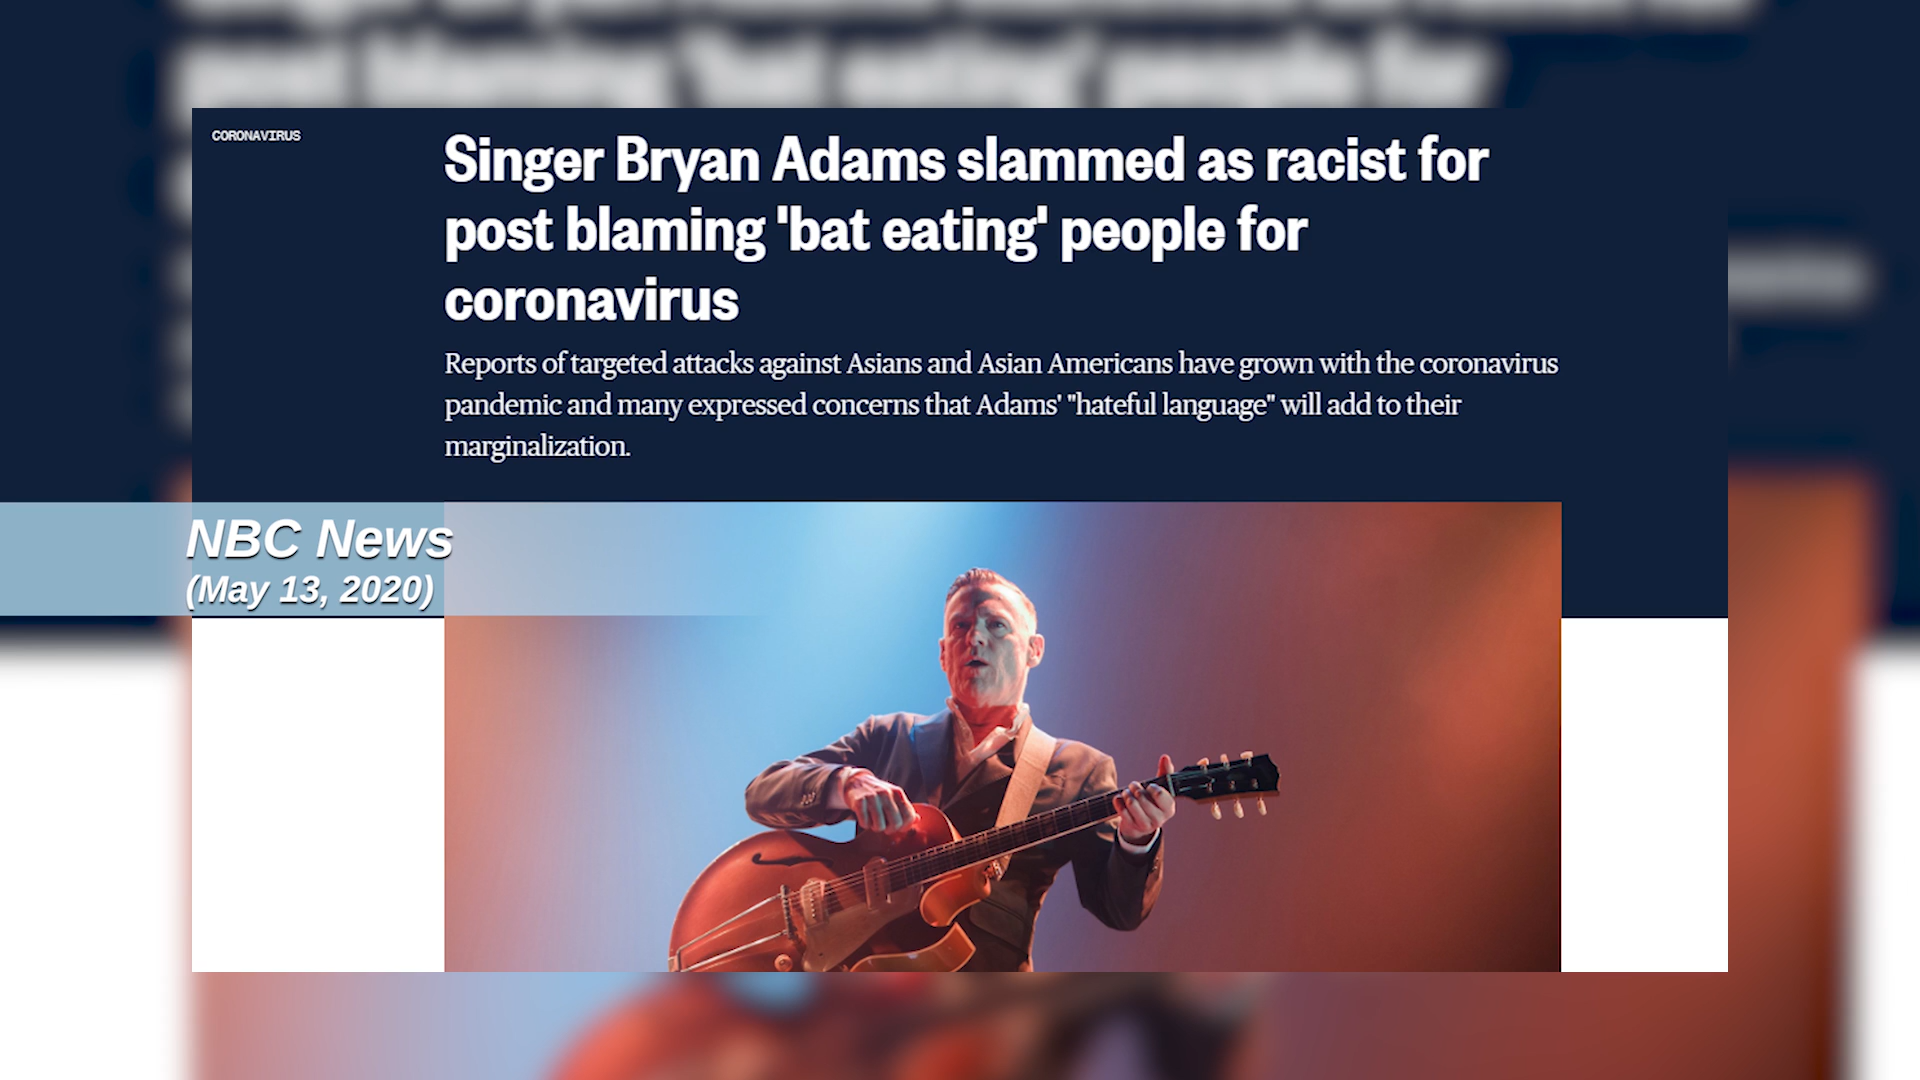 CORONAVIRUS
Singer Bryan Adams slammed as racist for
post blaming 'bat eating' people for
coronavirus
Reports of targeted attacks against Asians and Asian Americans have grown with the coronavirus
pandemic and many expressed concerns that Adams' "hateful language" will add to their
marginalization.
NBC News
(May 13, 2020)